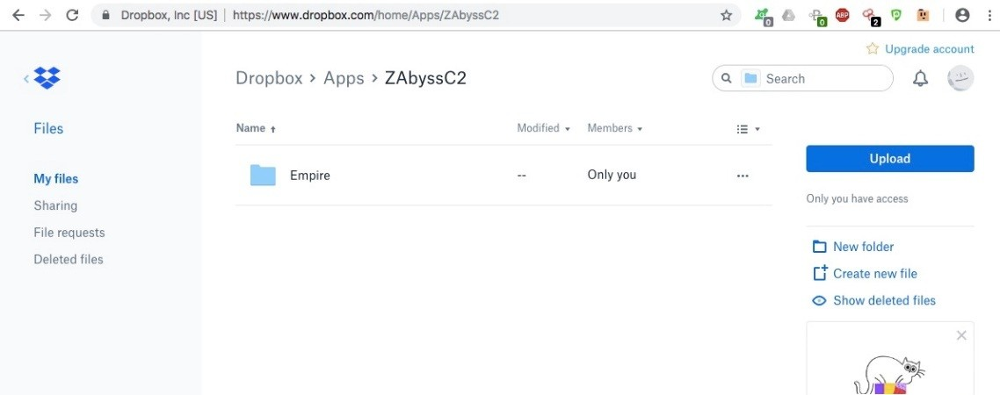 Dropbox, Inc [US] | https://www.dropbox.com/home/Apps/ZAbyssC2
0 0 ABP 2
Upgrade account
Dropbox › Apps › ZAbyssC2
Search
Files
Name Modified Members
Upload
My files
Empire -- Only you
Only you have access
Sharing
File requests
New folder
Deleted files
Create new file
Show deleted files